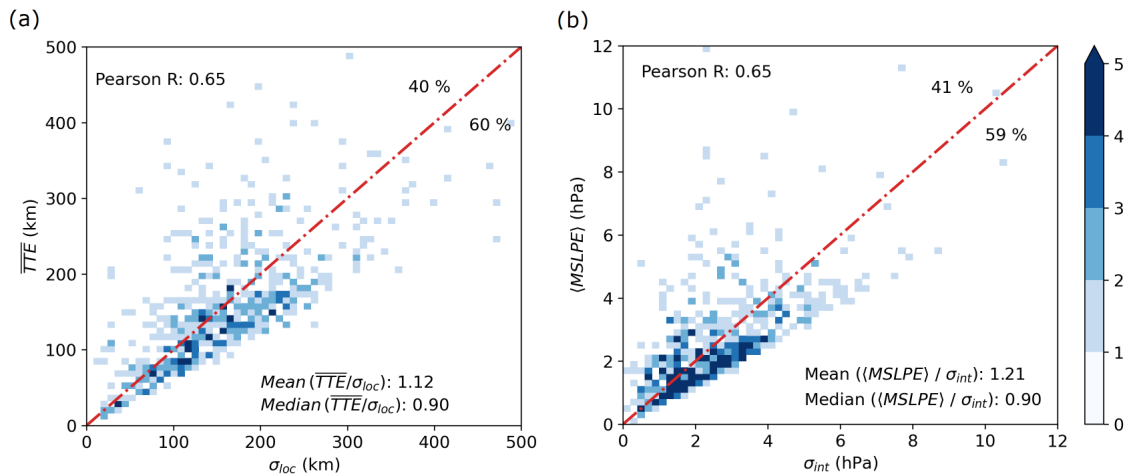 (a)
500
400
300
200
100
0
T̅T̅E̅ (km)
Pearson R: 0.65
40 %
60 %
Mean (T̅T̅E̅/σloc): 1.12
Median (T̅T̅E̅/σloc): 0.90
0 100 200 300 400 500
σloc (km)
(b)
12
10
8
6
4
2
0
⟨MSLPE⟩ (hPa)
Pearson R: 0.65
41 %
59 %
Mean (⟨MSLPE⟩ / σint): 1.21
Median (⟨MSLPE⟩ / σint): 0.90
0 2 4 6 8 10 12
σint (hPa)
5
4
3
2
1
0